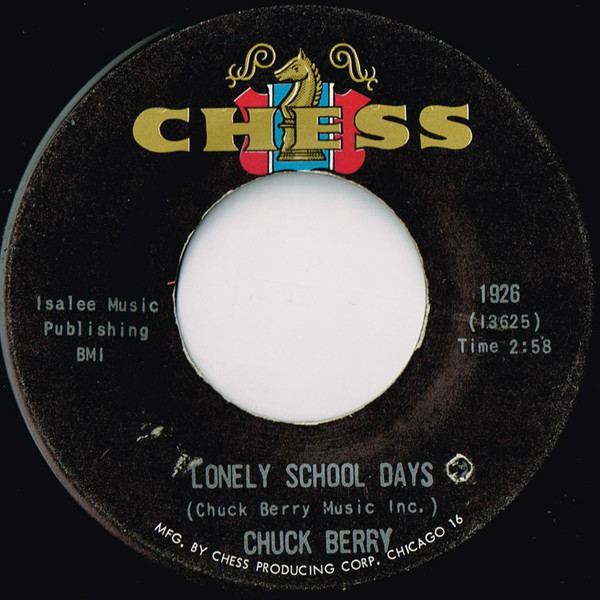 CHESS
Isalee Music
Publishing
BMI
1926
(13625)
Time 2:58
LONELY SCHOOL DAYS
(Chuck Berry Music Inc.)
CHUCK BERRY
MFG. BY CHESS PRODUCING CORP. CHICAGO 16